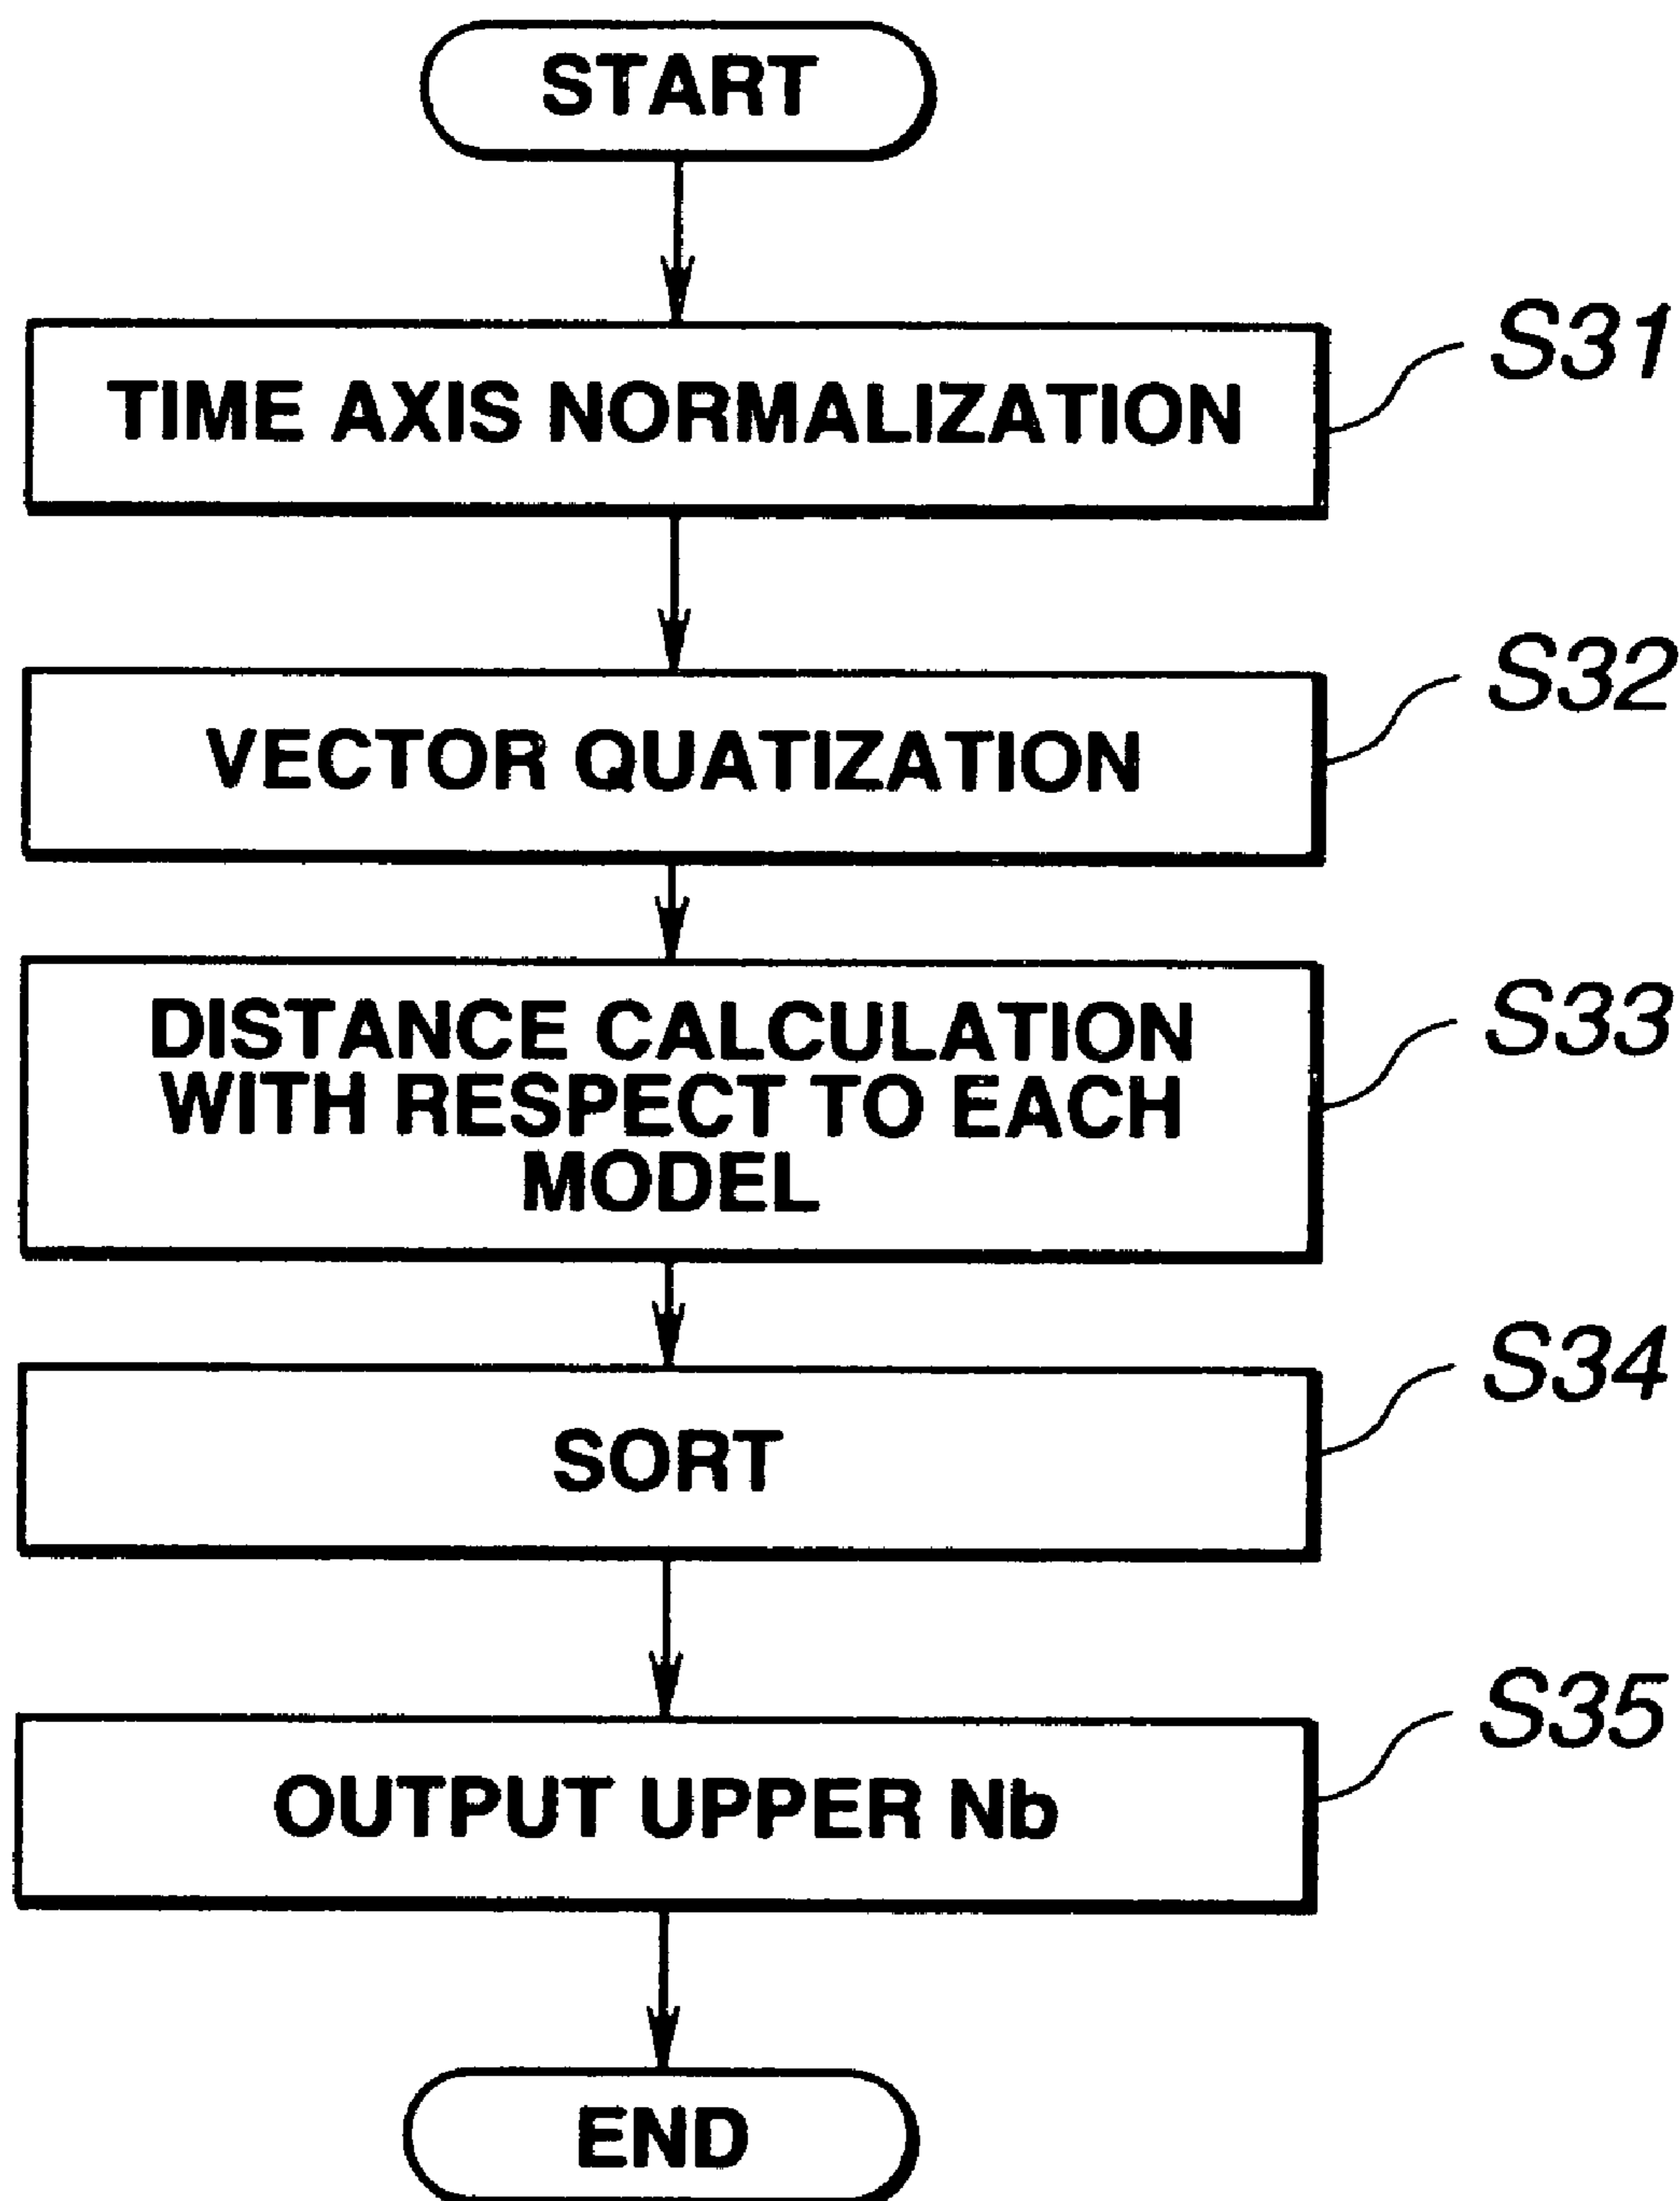 START
TIME AXIS NORMALIZATION
S31
VECTOR QUATIZATION
S32
DISTANCE CALCULATION
WITH RESPECT TO EACH
MODEL
S33
SORT
S34
OUTPUT UPPER Nb
S35
END